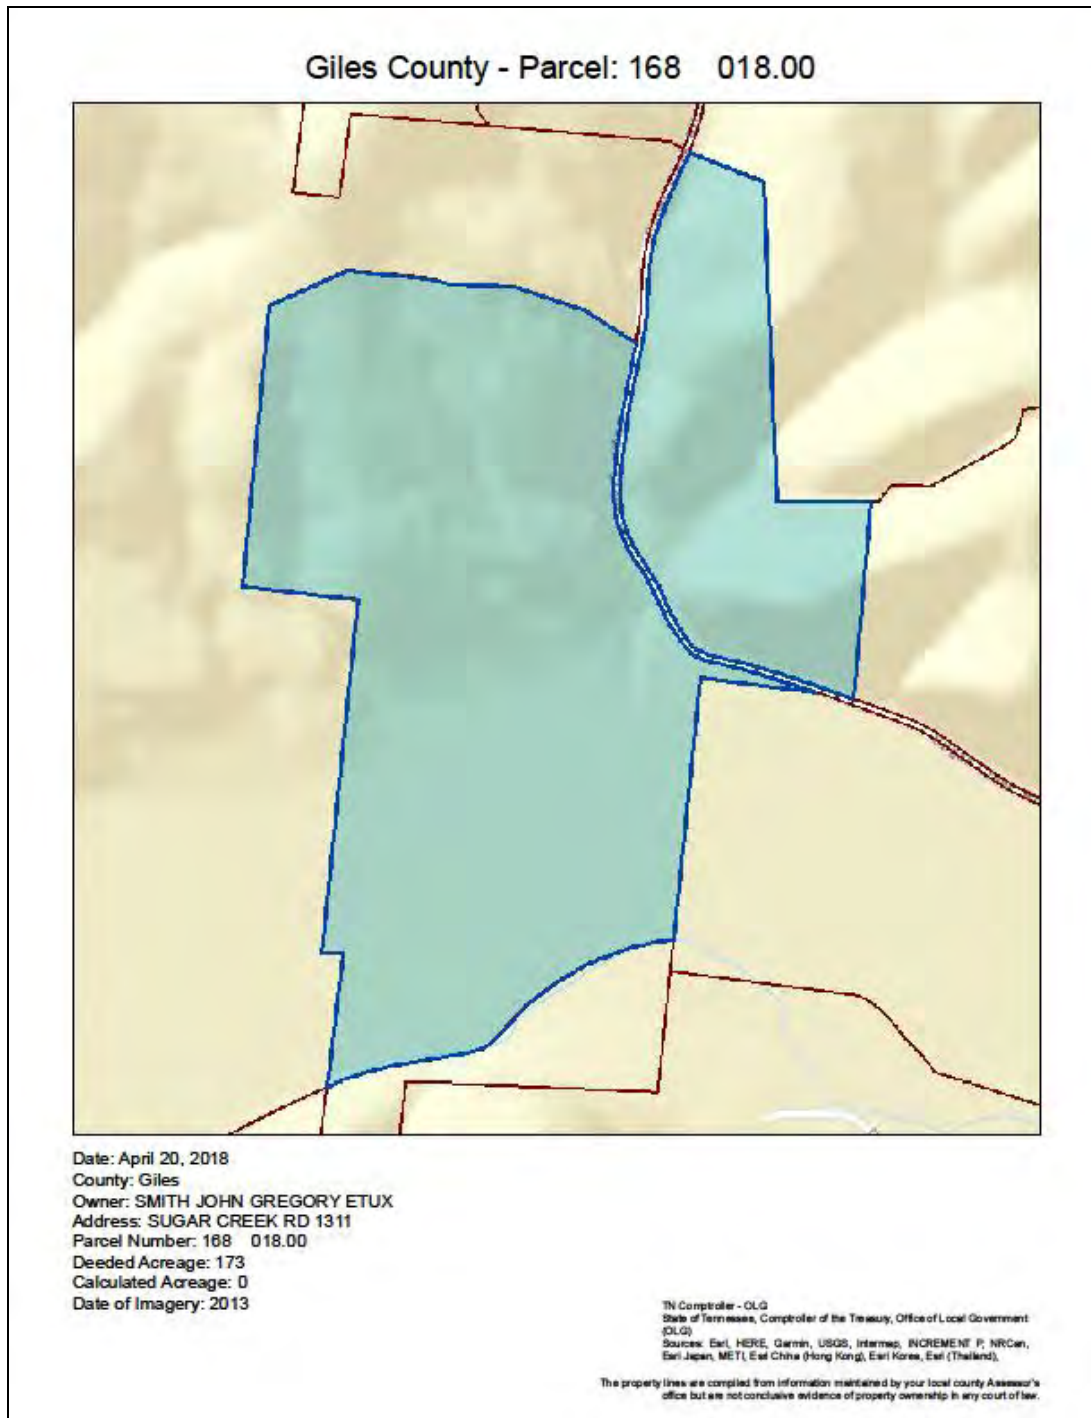 Giles County - Parcel: 168 018.00
Date: April 20, 2018
County: Giles
Owner: SMITH JOHN GREGORY ETUX
Address: SUGAR CREEK RD 1311
Parcel Number: 168 018.00
Deeded Acreage: 173
Calculated Acreage: 0
Date of Imagery: 2013
TN Comptroller - OLG
State of Tennessee, Comptroller of the Treasury, Office of Local Government
(OLG)
Sources: Esri, HERE, Garmin, USGS, Intermap, INCREMENT P, NRCan,
Esri Japan, METI, Esri China (Hong Kong), Esri Korea, Esri (Thailand),
The property lines are compiled from information maintained by your local county Assessor's
office but are not conclusive evidence of property ownership in any court of law.